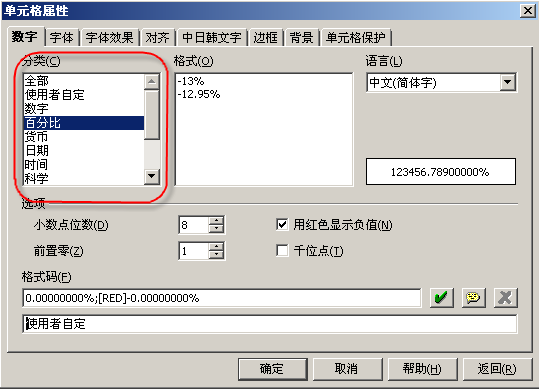 单元格属性
数字 字体 字体效果 对齐 中日韩文字 边框 背景 单元格保护
分类(C) 格式(O) 语言(L)
全部
使用者自定
数字
百分比
货币
日期
时间
科学
-13%
-12.95%
中文(简体字)
123456.78900000%
选项
小数点位数(D) 8 用红色显示负值(N)
前置零(Z) 1 千位点(T)
格式码(F)
0.00000000%;[RED]-0.00000000%
使用者自定
确定 取消 帮助(H) 返回(R)